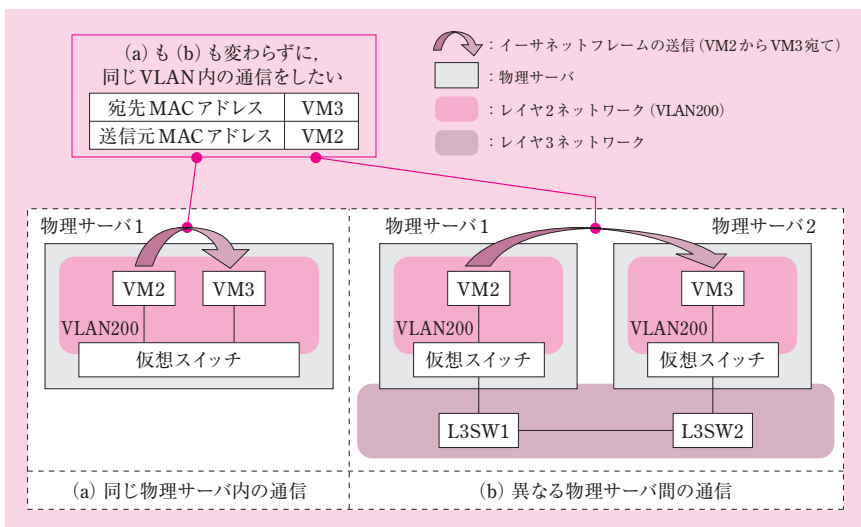 (a)も(b)も変わらずに,
同じVLAN内の通信をしたい
宛先MACアドレス VM3
送信元MACアドレス VM2
:イーサネットフレームの送信(VM2からVM3宛て)
:物理サーバ
:レイヤ2ネットワーク(VLAN200)
:レイヤ3ネットワーク
物理サーバ1
VM2 VM3
VLAN200
仮想スイッチ
(a) 同じ物理サーバ内の通信
物理サーバ1 物理サーバ2
VM2 VM3
VLAN200 VLAN200
仮想スイッチ 仮想スイッチ
L3SW1 L3SW2
(b) 異なる物理サーバ間の通信